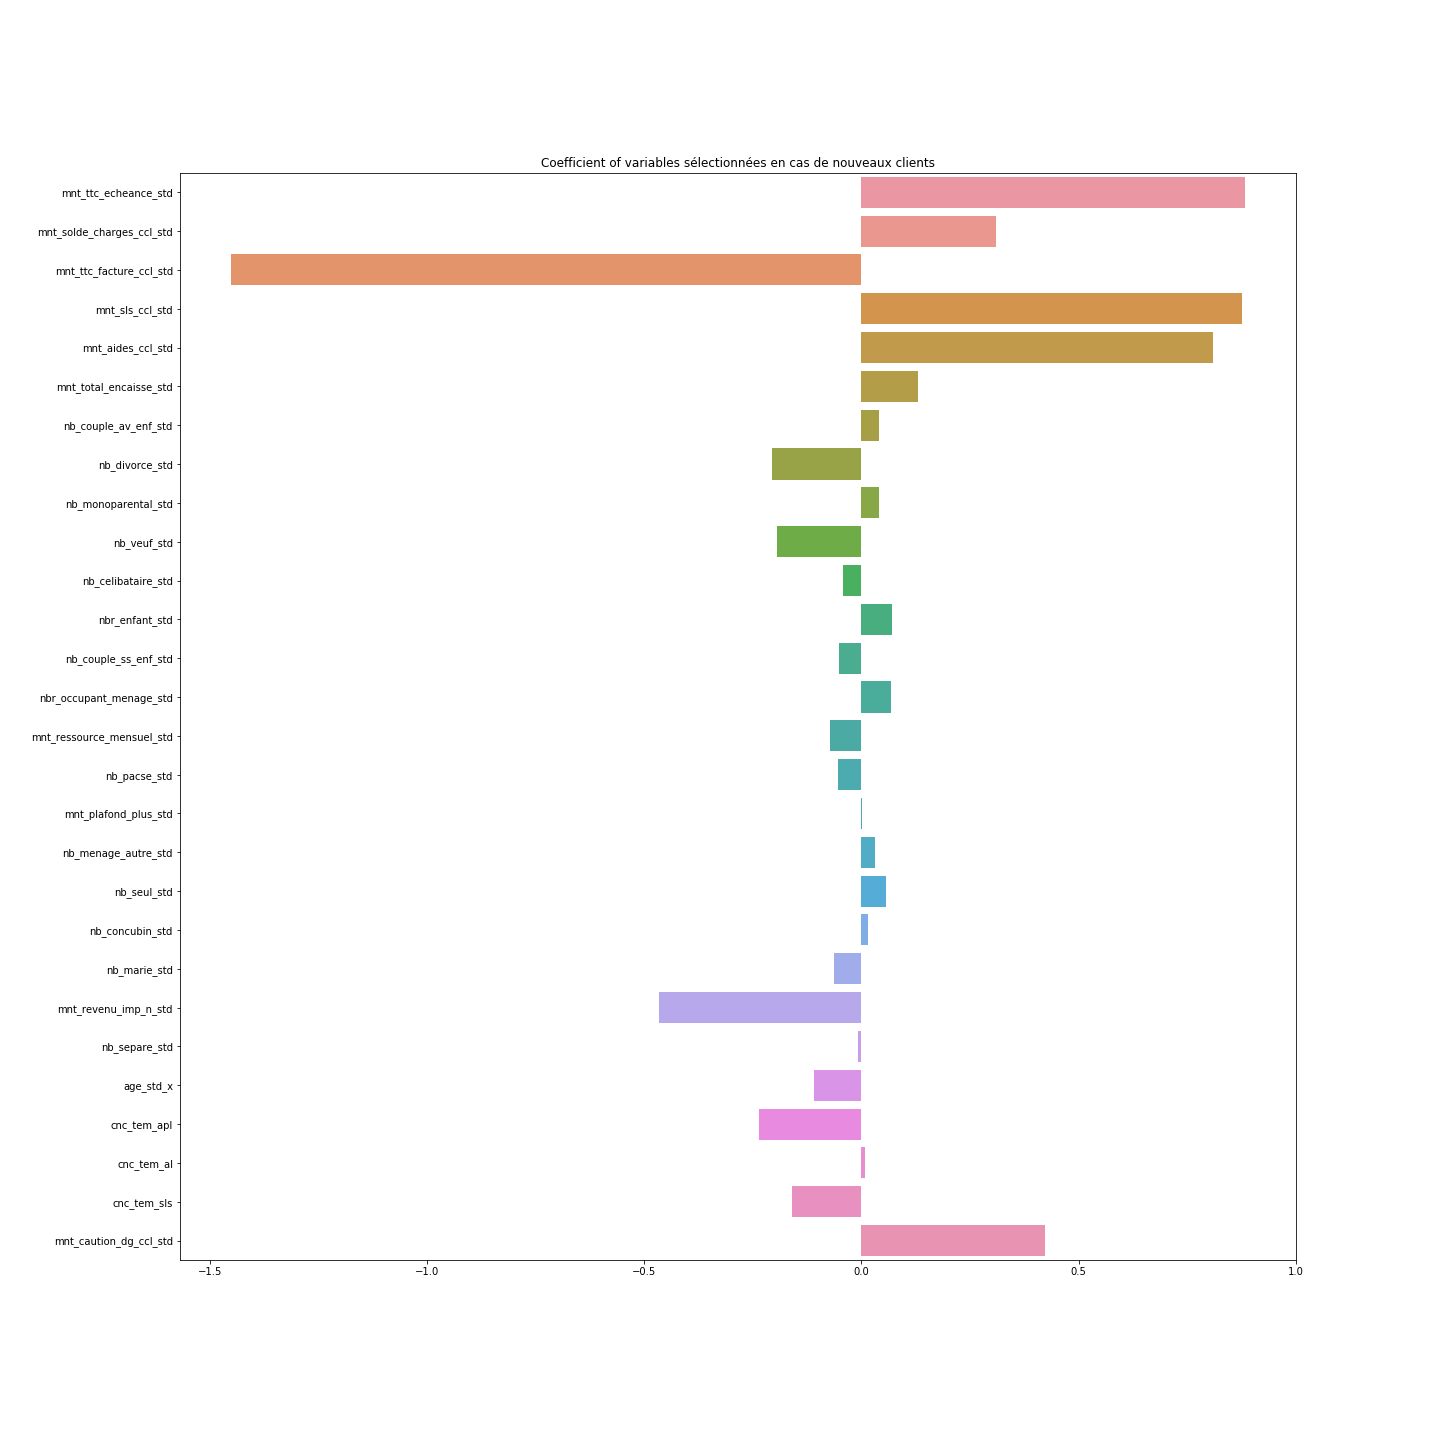 Coefficient of variables sélectionnées en cas de nouveaux clients
mnt_ttc_echeance_std
mnt_solde_charges_ccl_std
mnt_ttc_facture_ccl_std
mnt_sls_ccl_std
mnt_aides_ccl_std
mnt_total_encaisse_std
nb_couple_av_enf_std
nb_divorce_std
nb_monoparental_std
nb_veuf_std
nb_celibataire_std
nbr_enfant_std
nb_couple_ss_enf_std
nbr_occupant_menage_std
mnt_ressource_mensuel_std
nb_pacse_std
mnt_plafond_plus_std
nb_menage_autre_std
nb_seul_std
nb_concubin_std
nb_marie_std
mnt_revenu_imp_n_std
nb_separe_std
age_std_x
cnc_tem_apl
cnc_tem_al
cnc_tem_sls
mnt_caution_dg_ccl_std
−1.5 −1.0 −0.5 0.0 0.5 1.0